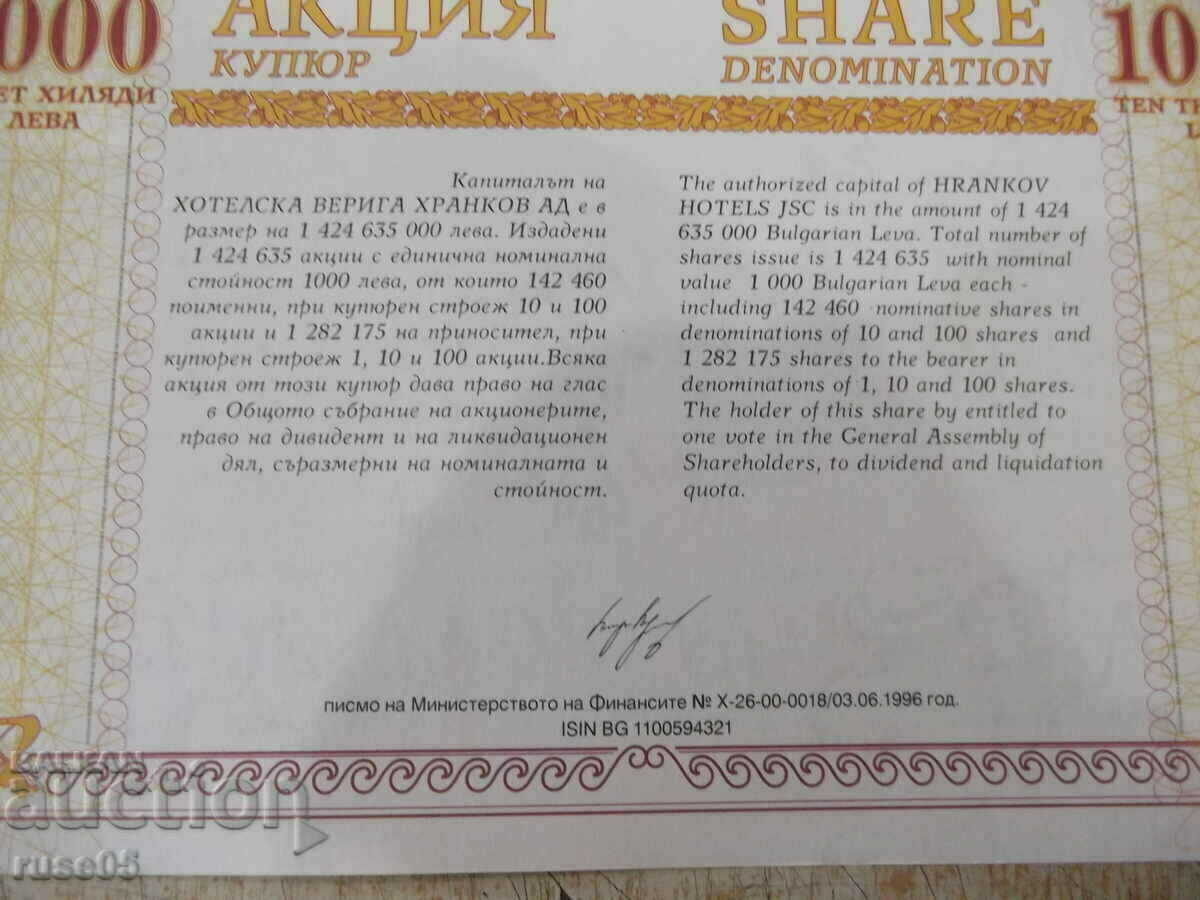 000
АКЦИЯ
SHARE
10
КУПЮР
DENOMINATION
ЕТ ХИЛЯДИ
ЛЕВА
TEN
Капиталът на
ХОТЕЛСКА ВЕРИГА ХРАНКОВ АД е в
размер на 1 424 635 000 лева. Издадени
1 424 635 акции с единична номинална
стойност 1000 лева, от които 142 460
поименни, при купюрен строеж 10 и 100
акции и 1 282 175 на приносител, при
купюрен строеж 1, 10 и 100 акции.Всяка
акция от този купюр дава право на глас
в Общото събрание на акционерите,
право на дивидент и на ликвидационен
дял, съразмерни на номиналната и
стойност.
The authorized capital of HRANKOV
HOTELS JSC is in the amount of 1 424
635 000 Bulgarian Leva. Total number of
shares issue is 1 424 635 with nominal
value 1 000 Bulgarian Leva each -
including 142 460 nominative shares in
denominations of 10 and 100 shares and
1 282 175 shares to the bearer in
denominations of 1, 10 and 100 shares.
The holder of this share by entitled to
one vote in the General Assembly of
Shareholders, to dividend and liquidation
quota.
писмо на Министерството на Финансите № Х-26-00-0018/03.06.1996 год.
ISIN BG 1100594321
BALKAN
auction
ruse05